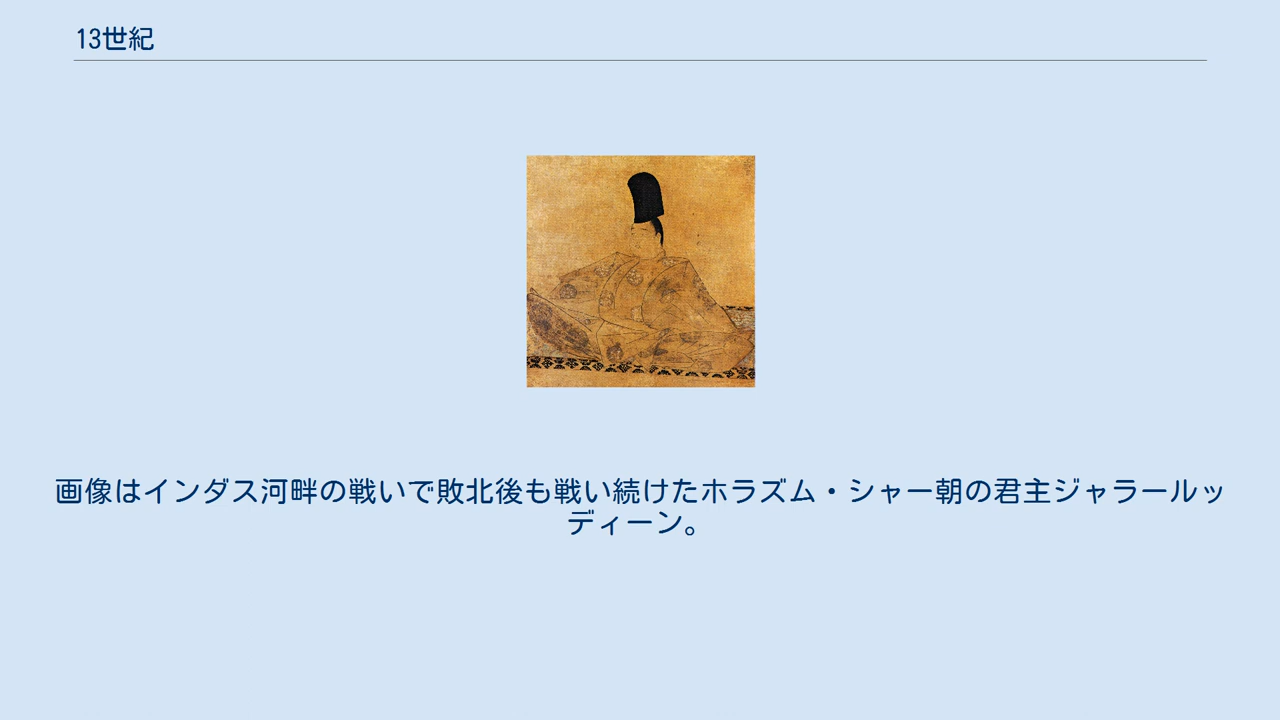 13世紀
画像はインダス河畔の戦いで敗北後も戦い続けたホラズム・シャー朝の君主ジャラールッ
ディーン。